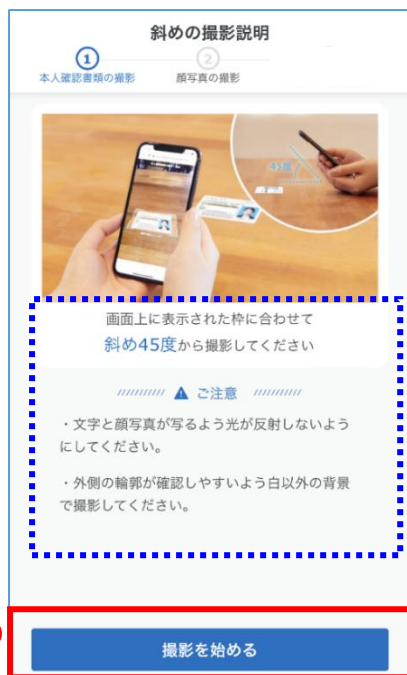 斜めの撮影説明
1
2
本人確認書類の撮影
顔写真の撮影
45度
画面上に表示された枠に合わせて
斜め45度から撮影してください
ご注意
・文字と顔写真が写るよう光が反射しないよう
にしてください。
・外側の輪郭が確認しやすいよう白以外の背景
で撮影してください。
撮影を始める